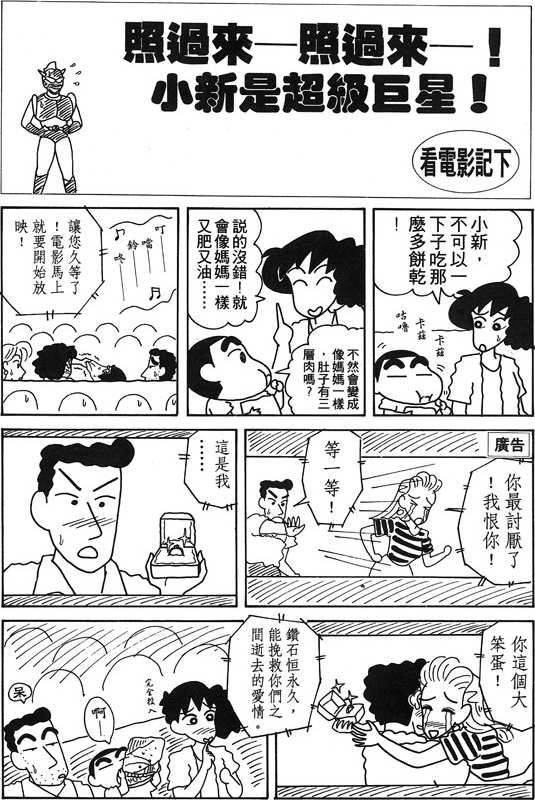 照過來—照過來—！
小新是超級巨星！
看電影記下
小新，
不可以一
下子吃那
麼多餅乾
！
咕嚕
卡茲
卡茲
說的沒錯！就
會像媽媽一樣
又肥又油……
不然會變成
像媽媽一樣
，肚子有三
層肉嗎？
叮
噹
鈴
咚
讓您久等了
！電影馬上
就要開始放
映！
廣告
你最討厭了
！我恨你！
等一等！
這是我
……
你這個大
笨蛋！
鑽石恒永久，
能挽救你們之
間逝去的愛情。
完全投入
啊—
呆